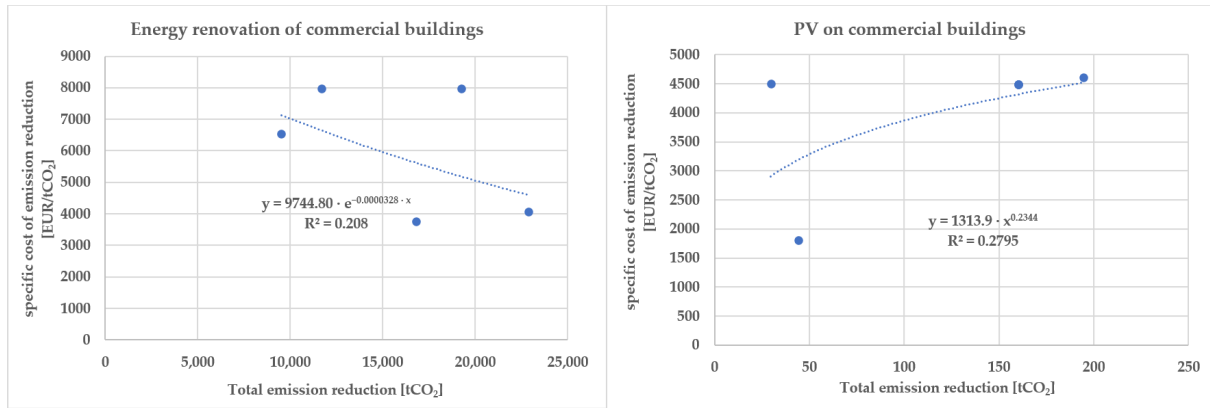 Energy renovation of commercial buildings
specific cost of emission reduction
[EUR/tCO₂]
9000
8000
7000
6000
5000
4000
3000
2000
1000
0
y = 9744.80 · e⁻⁰·⁰⁰⁰⁰³²⁸ · ˣ
R² = 0.208
0
5,000
10,000
15,000
20,000
25,000
Total emission reduction [tCO₂]
PV on commercial buildings
specific cost of emission reduction
[EUR/tCO₂]
5000
4500
4000
3500
3000
2500
2000
1500
1000
500
0
y = 1313.9 · x⁰·²³⁴⁴
R² = 0.2795
0
50
100
150
200
250
Total emission reduction [tCO₂]